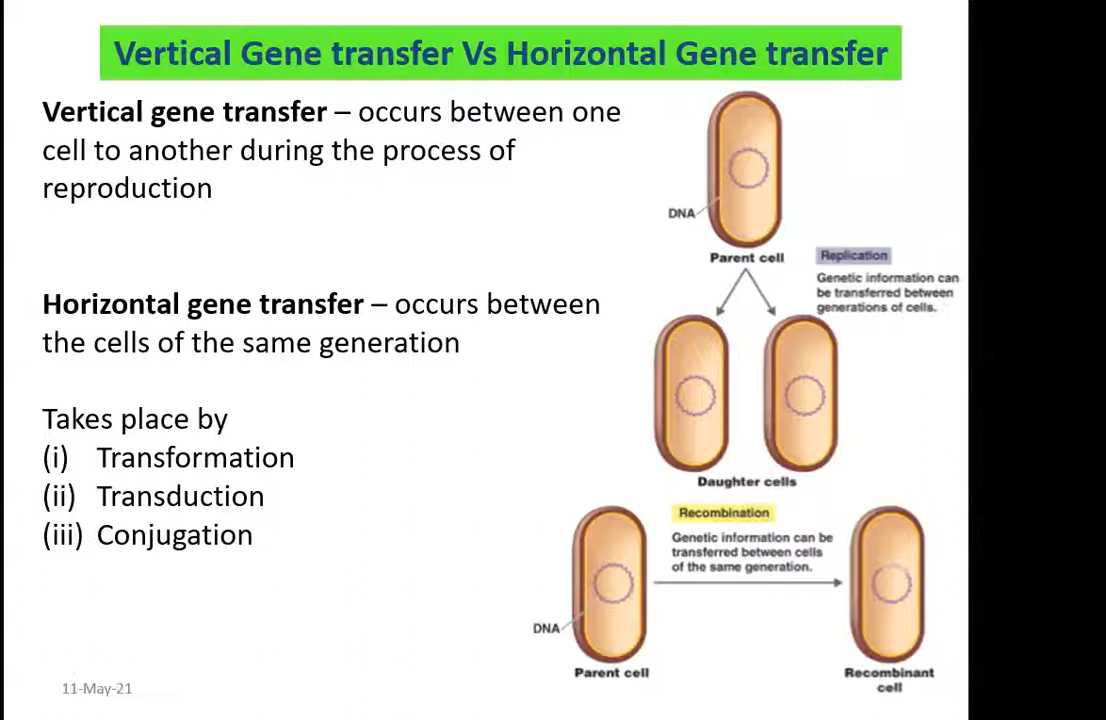 Vertical Gene transfer Vs Horizontal Gene transfer
Vertical gene transfer – occurs between one
cell to another during the process of
reproduction
Horizontal gene transfer – occurs between
the cells of the same generation
Takes place by
(i) Transformation
(ii) Transduction
(iii) Conjugation
DNA
Parent cell
Replication
Genetic information can
be transferred between
generations of cells.
Daughter cells
Recombination
Genetic information can be
transferred between cells
of the same generation.
DNA
Parent cell
Recombinant
cell
11-May-21